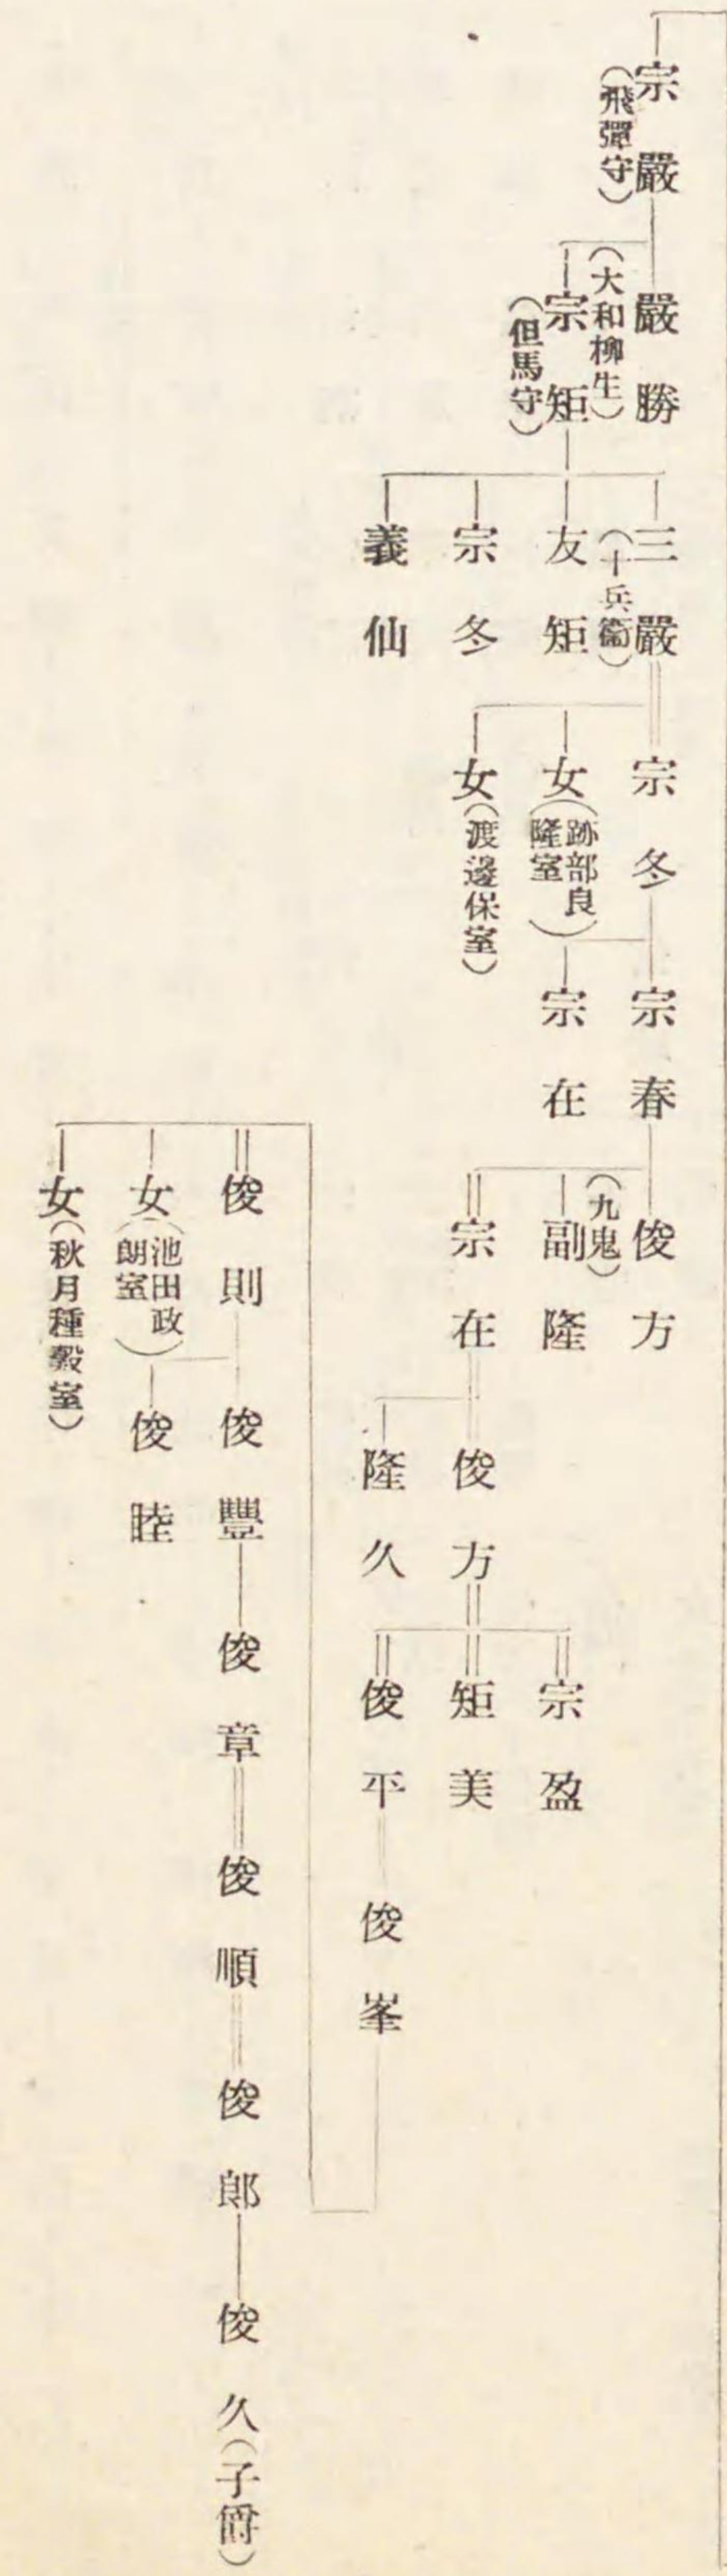 宗嚴
(飛彈守)
嚴勝
(大和柳生)
宗矩
(但馬守)
三嚴
(十兵衞)
友矩
宗冬
義仙
宗冬
女(跡部良隆室)
女(渡邊保室)
宗春
宗在
俊方
(九鬼)
副隆
宗在
俊方
隆久
宗盈
矩美
俊平
俊峯
俊則
女(池田政朗室)
女(秋月種穀室)
俊豐
俊睦
俊章
俊順
俊郎
俊久(子爵)